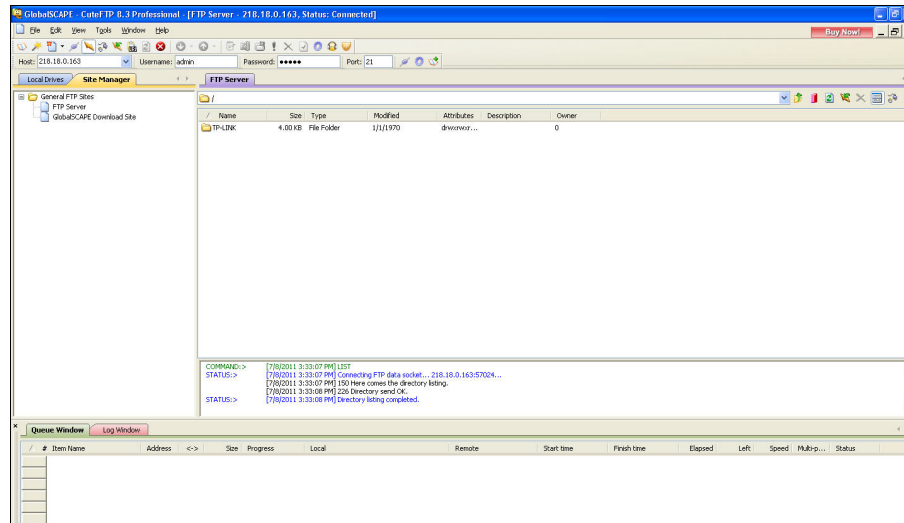 GlobalSCAPE - CuteFTP 8.3 Professional - [FTP Server - 218.18.0.163, Status: Connected]
File Edit View Tools Window Help
Buy Now!
Host: 218.18.0.163 Username: admin Password: ●●●●● Port: 21
Local Drives Site Manager FTP Server
General FTP Sites
FTP Server
GlobalSCAPE Download Site
/
/ Name Size Type Modified Attributes Description Owner
TP-LINK 4.00 KB File Folder 1/1/1970 drwxrwxr... 0
COMMAND:> [7/8/2011 3:33:07 PM] LIST
STATUS:> [7/8/2011 3:33:07 PM] Connecting FTP data socket... 218.18.0.163:57024...
[7/8/2011 3:33:07 PM] 150 Here comes the directory listing.
[7/8/2011 3:33:08 PM] 226 Directory send OK.
STATUS:> [7/8/2011 3:33:08 PM] Directory listing completed.
Queue Window Log Window
/ # Item Name Address <-> Size Progress Local Remote Start time Finish time Elapsed Left Speed Multi-p... Status